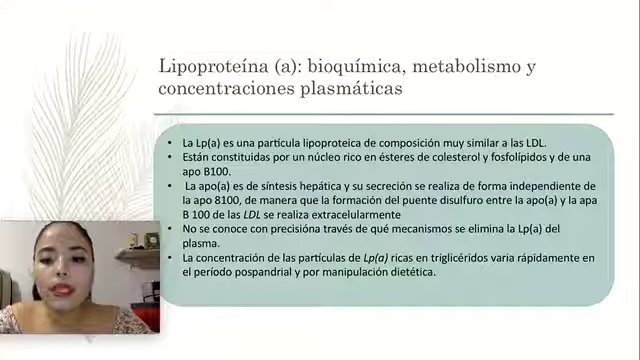 Lipoproteína (a): bioquímica, metabolismo y
concentraciones plasmáticas
• La Lp(a) es una partícula lipoproteica de composición muy similar a las LDL.
• Están constituidas por un núcleo rico en ésteres de colesterol y fosfolípidos y de una
apo B100.
• La apo(a) es de síntesis hepática y su secreción se realiza de forma independiente de
la apo 8100, de manera que la formación del puente disulfuro entre la apo(a) y la apa
B 100 de las LDL se realiza extracelularmente
• No se conoce con precisióna través de qué mecanismos se elimina la Lp(a) del
plasma.
• La concentración de las partículas de Lp(a) ricas en triglicéridos varia rápidamente en
el período pospandrial y por manipulación dietética.